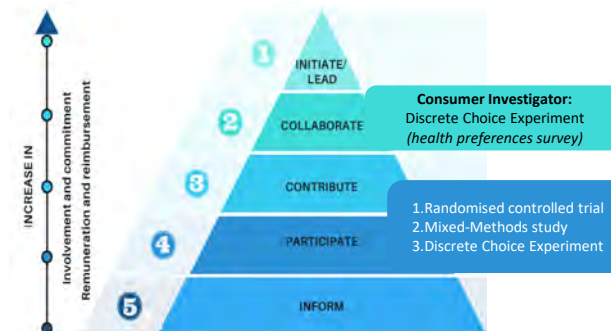 INCREASE IN
Involvement and commitment
Remuneration and reimbursement
1
INITIATE/
LEAD
2
COLLABORATE
Consumer Investigator:
Discrete Choice Experiment
(health preferences survey)
3
CONTRIBUTE
4
PARTICIPATE
1.Randomised controlled trial
2.Mixed-Methods study
3.Discrete Choice Experiment
5
INFORM